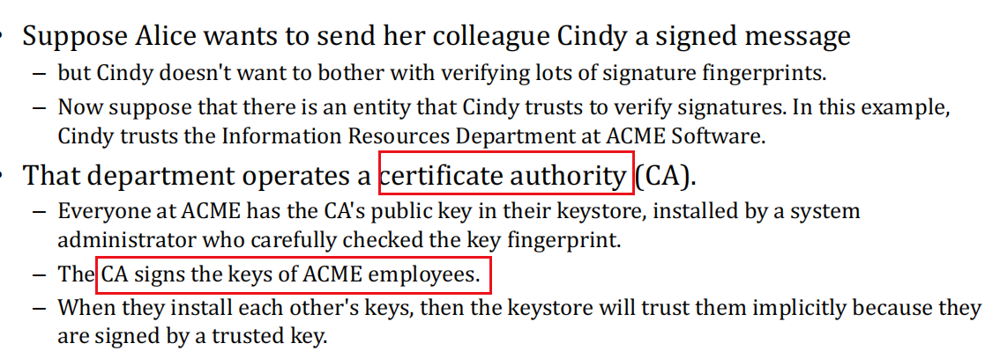 • Suppose Alice wants to send her colleague Cindy a signed message
– but Cindy doesn't want to bother with verifying lots of signature fingerprints.
– Now suppose that there is an entity that Cindy trusts to verify signatures. In this example,
Cindy trusts the Information Resources Department at ACME Software.
• That department operates a certificate authority (CA).
– Everyone at ACME has the CA's public key in their keystore, installed by a system
administrator who carefully checked the key fingerprint.
– The CA signs the keys of ACME employees.
– When they install each other's keys, then the keystore will trust them implicitly because they
are signed by a trusted key.